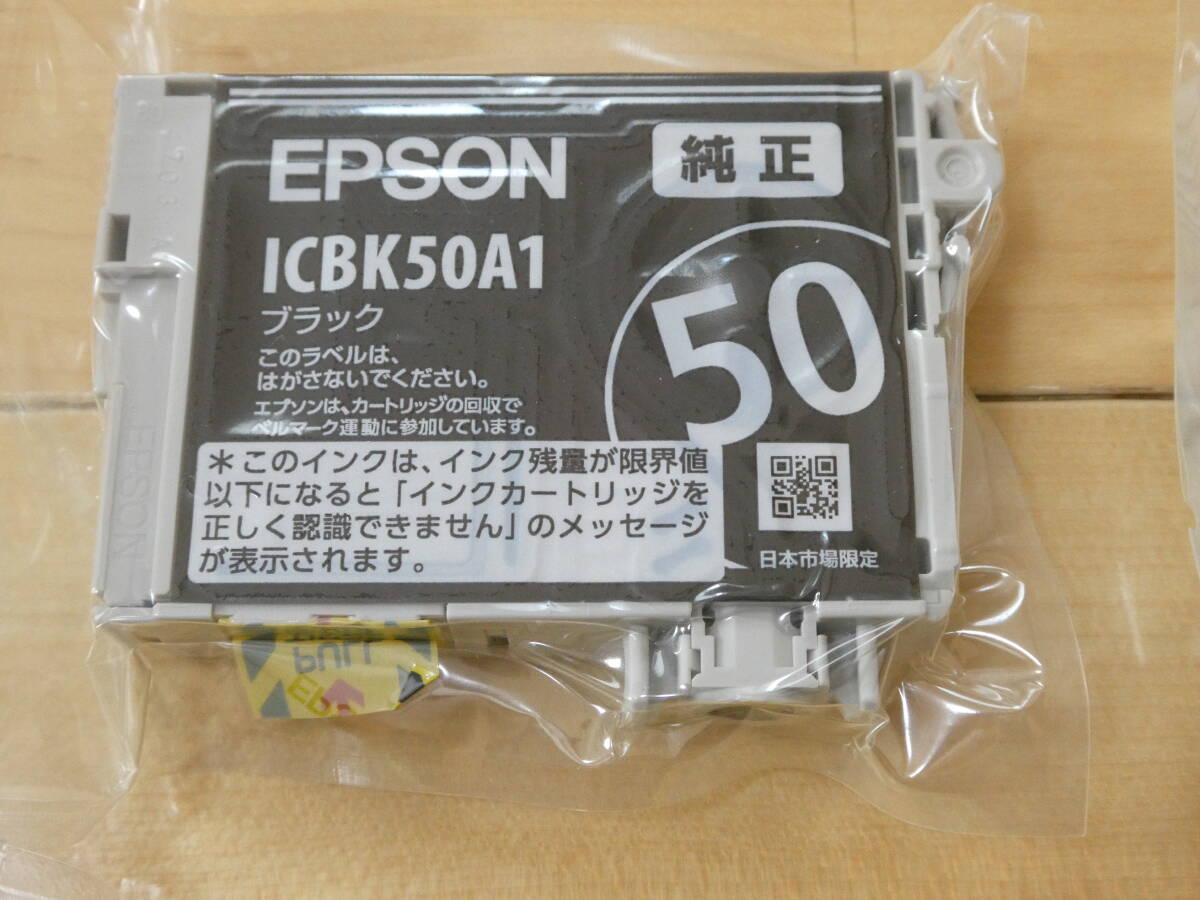 EPSON 純正
ICBK50A1
ブラック
50
このラベルは、
はがさないでください。
エプソンは、カートリッジの回収で
ベルマーク運動に参加しています。
＊このインクは、インク残量が限界値
以下になると「インクカートリッジを
正しく認識できません」のメッセージ
が表示されます。
日本市場限定
EPSON
PULL